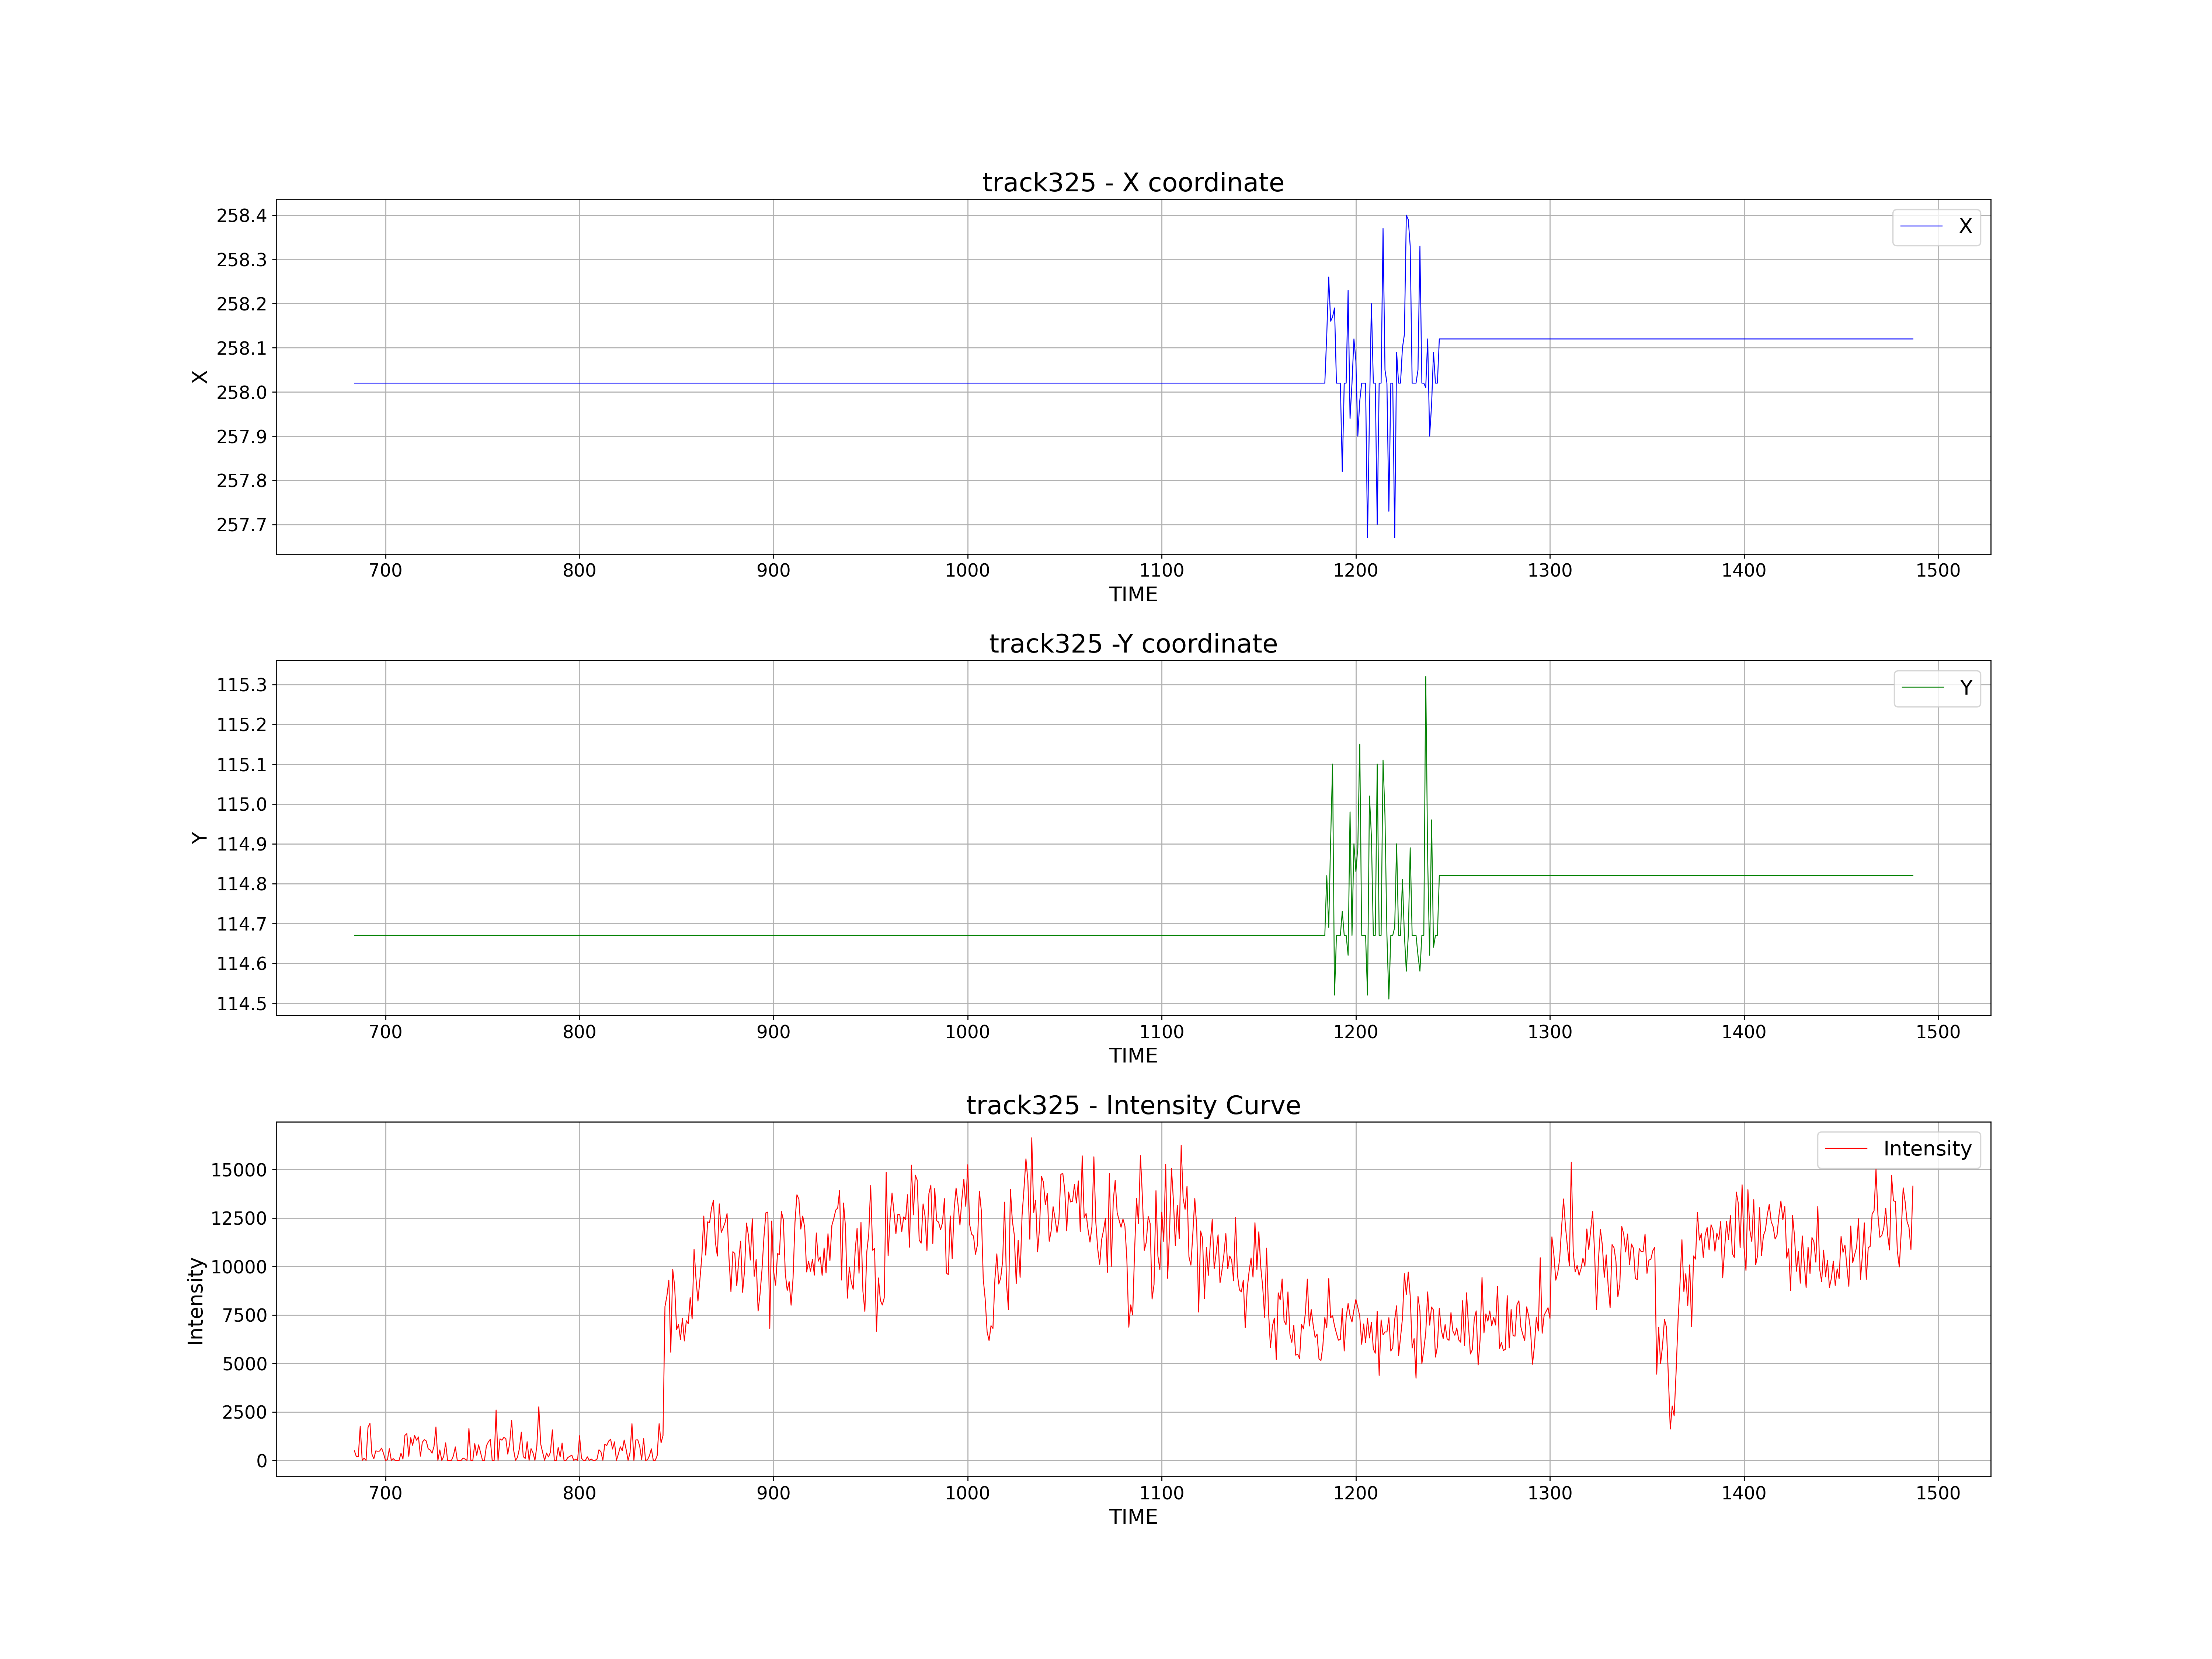 track325 - X coordinate
258.4
258.3
258.2
258.1
258.0
257.9
257.8
257.7
X
X
700 800 900 1000 1100 1200 1300 1400 1500
TIME
track325 -Y coordinate
115.3
115.2
115.1
115.0
114.9
114.8
114.7
114.6
114.5
Y
Y
700 800 900 1000 1100 1200 1300 1400 1500
TIME
track325 - Intensity Curve
15000
12500
10000
7500
5000
2500
0
Intensity
Intensity
700 800 900 1000 1100 1200 1300 1400 1500
TIME